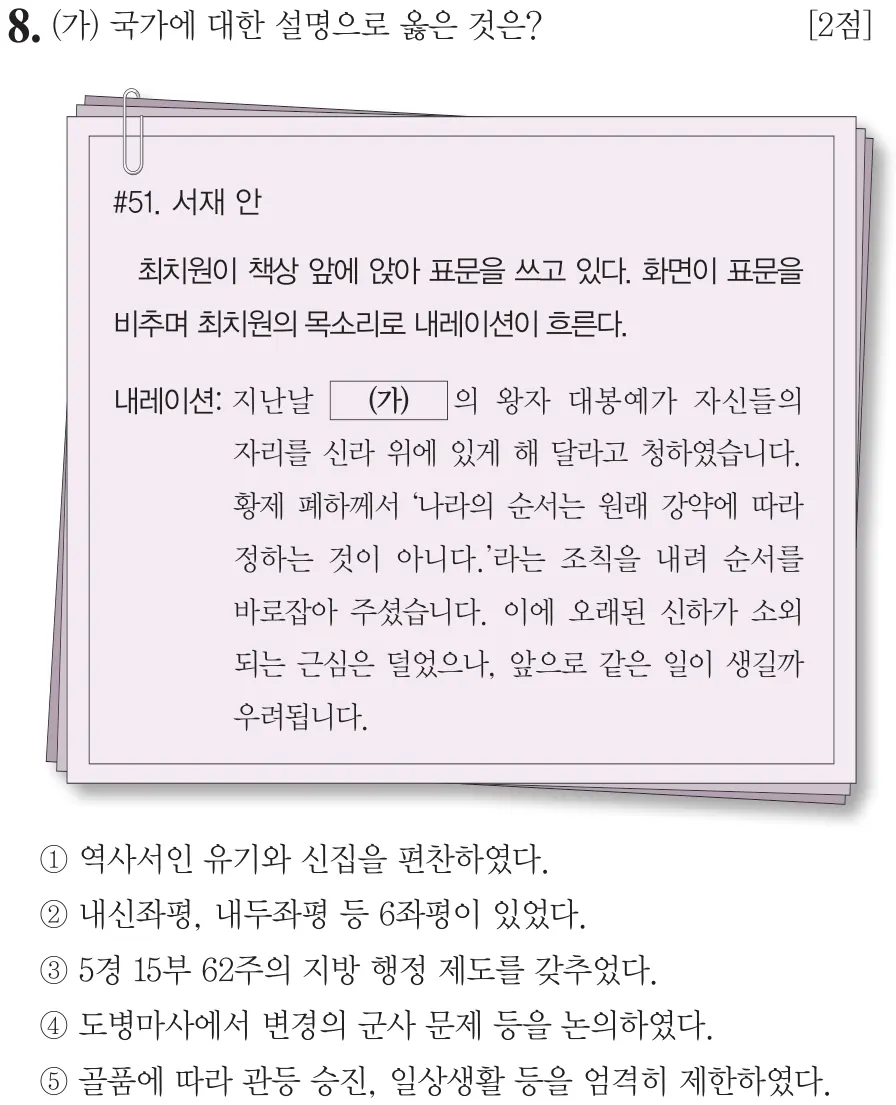 8. (가) 국가에 대한 설명으로 옳은 것은? [2점]
#51. 서재 안
최치원이 책상 앞에 앉아 표문을 쓰고 있다. 화면이 표문을
비추며 최치원의 목소리로 내레이션이 흐른다.
내레이션: 지난날 (가) 의 왕자 대봉예가 자신들의
자리를 신라 위에 있게 해 달라고 청하였습니다.
황제 폐하께서 ‘나라의 순서는 원래 강약에 따라
정하는 것이 아니다.’라는 조칙을 내려 순서를
바로잡아 주셨습니다. 이에 오래된 신하가 소외
되는 근심은 덜었으나, 앞으로 같은 일이 생길까
우려됩니다.
① 역사서인 유기와 신집을 편찬하였다.
② 내신좌평, 내두좌평 등 6좌평이 있었다.
③ 5경 15부 62주의 지방 행정 제도를 갖추었다.
④ 도병마사에서 변경의 군사 문제 등을 논의하였다.
⑤ 골품에 따라 관등 승진, 일상생활 등을 엄격히 제한하였다.